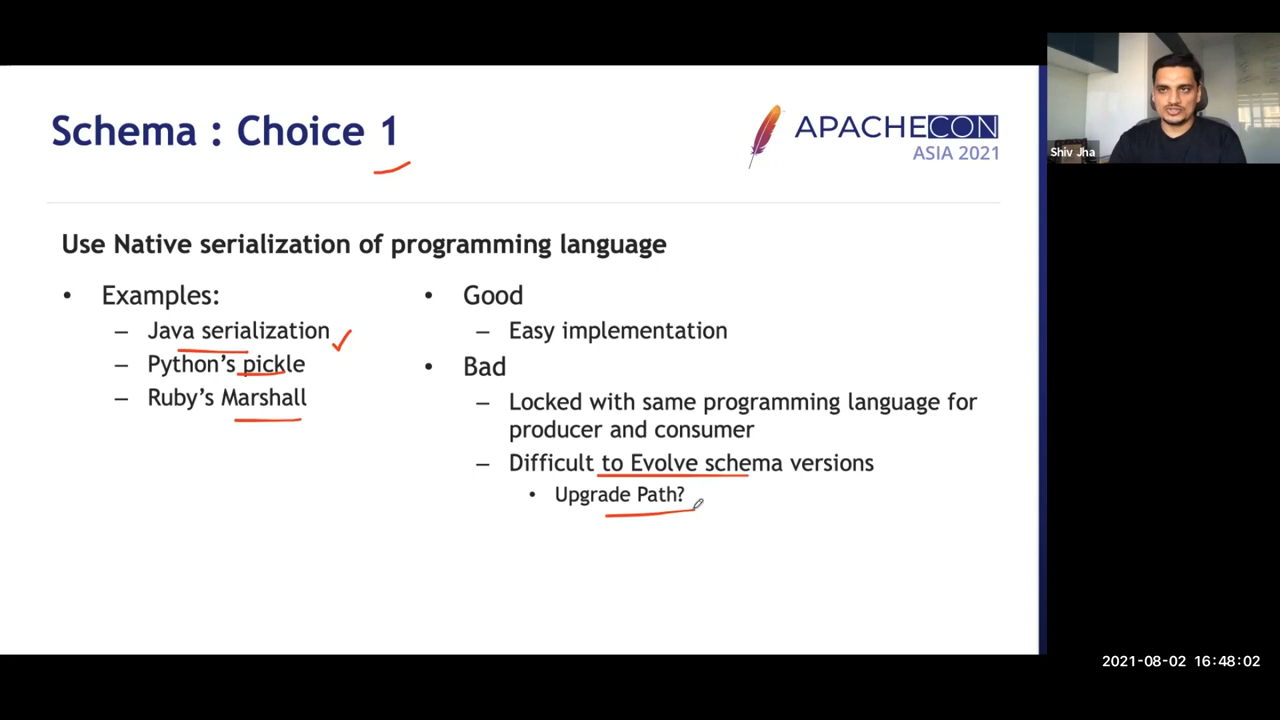 Schema : Choice 1
APACHECON
ASIA 2021
Shiv Jha
Use Native serialization of programming language
• Examples:
– Java serialization
– Python’s pickle
– Ruby’s Marshall
• Good
– Easy implementation
• Bad
– Locked with same programming language for
producer and consumer
– Difficult to Evolve schema versions
• Upgrade Path?
2021-08-02 16:48:02